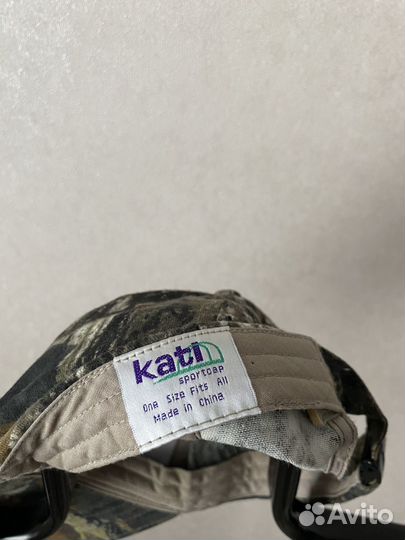 kati
sportcap
One Size Fits All
Made in China
Avito